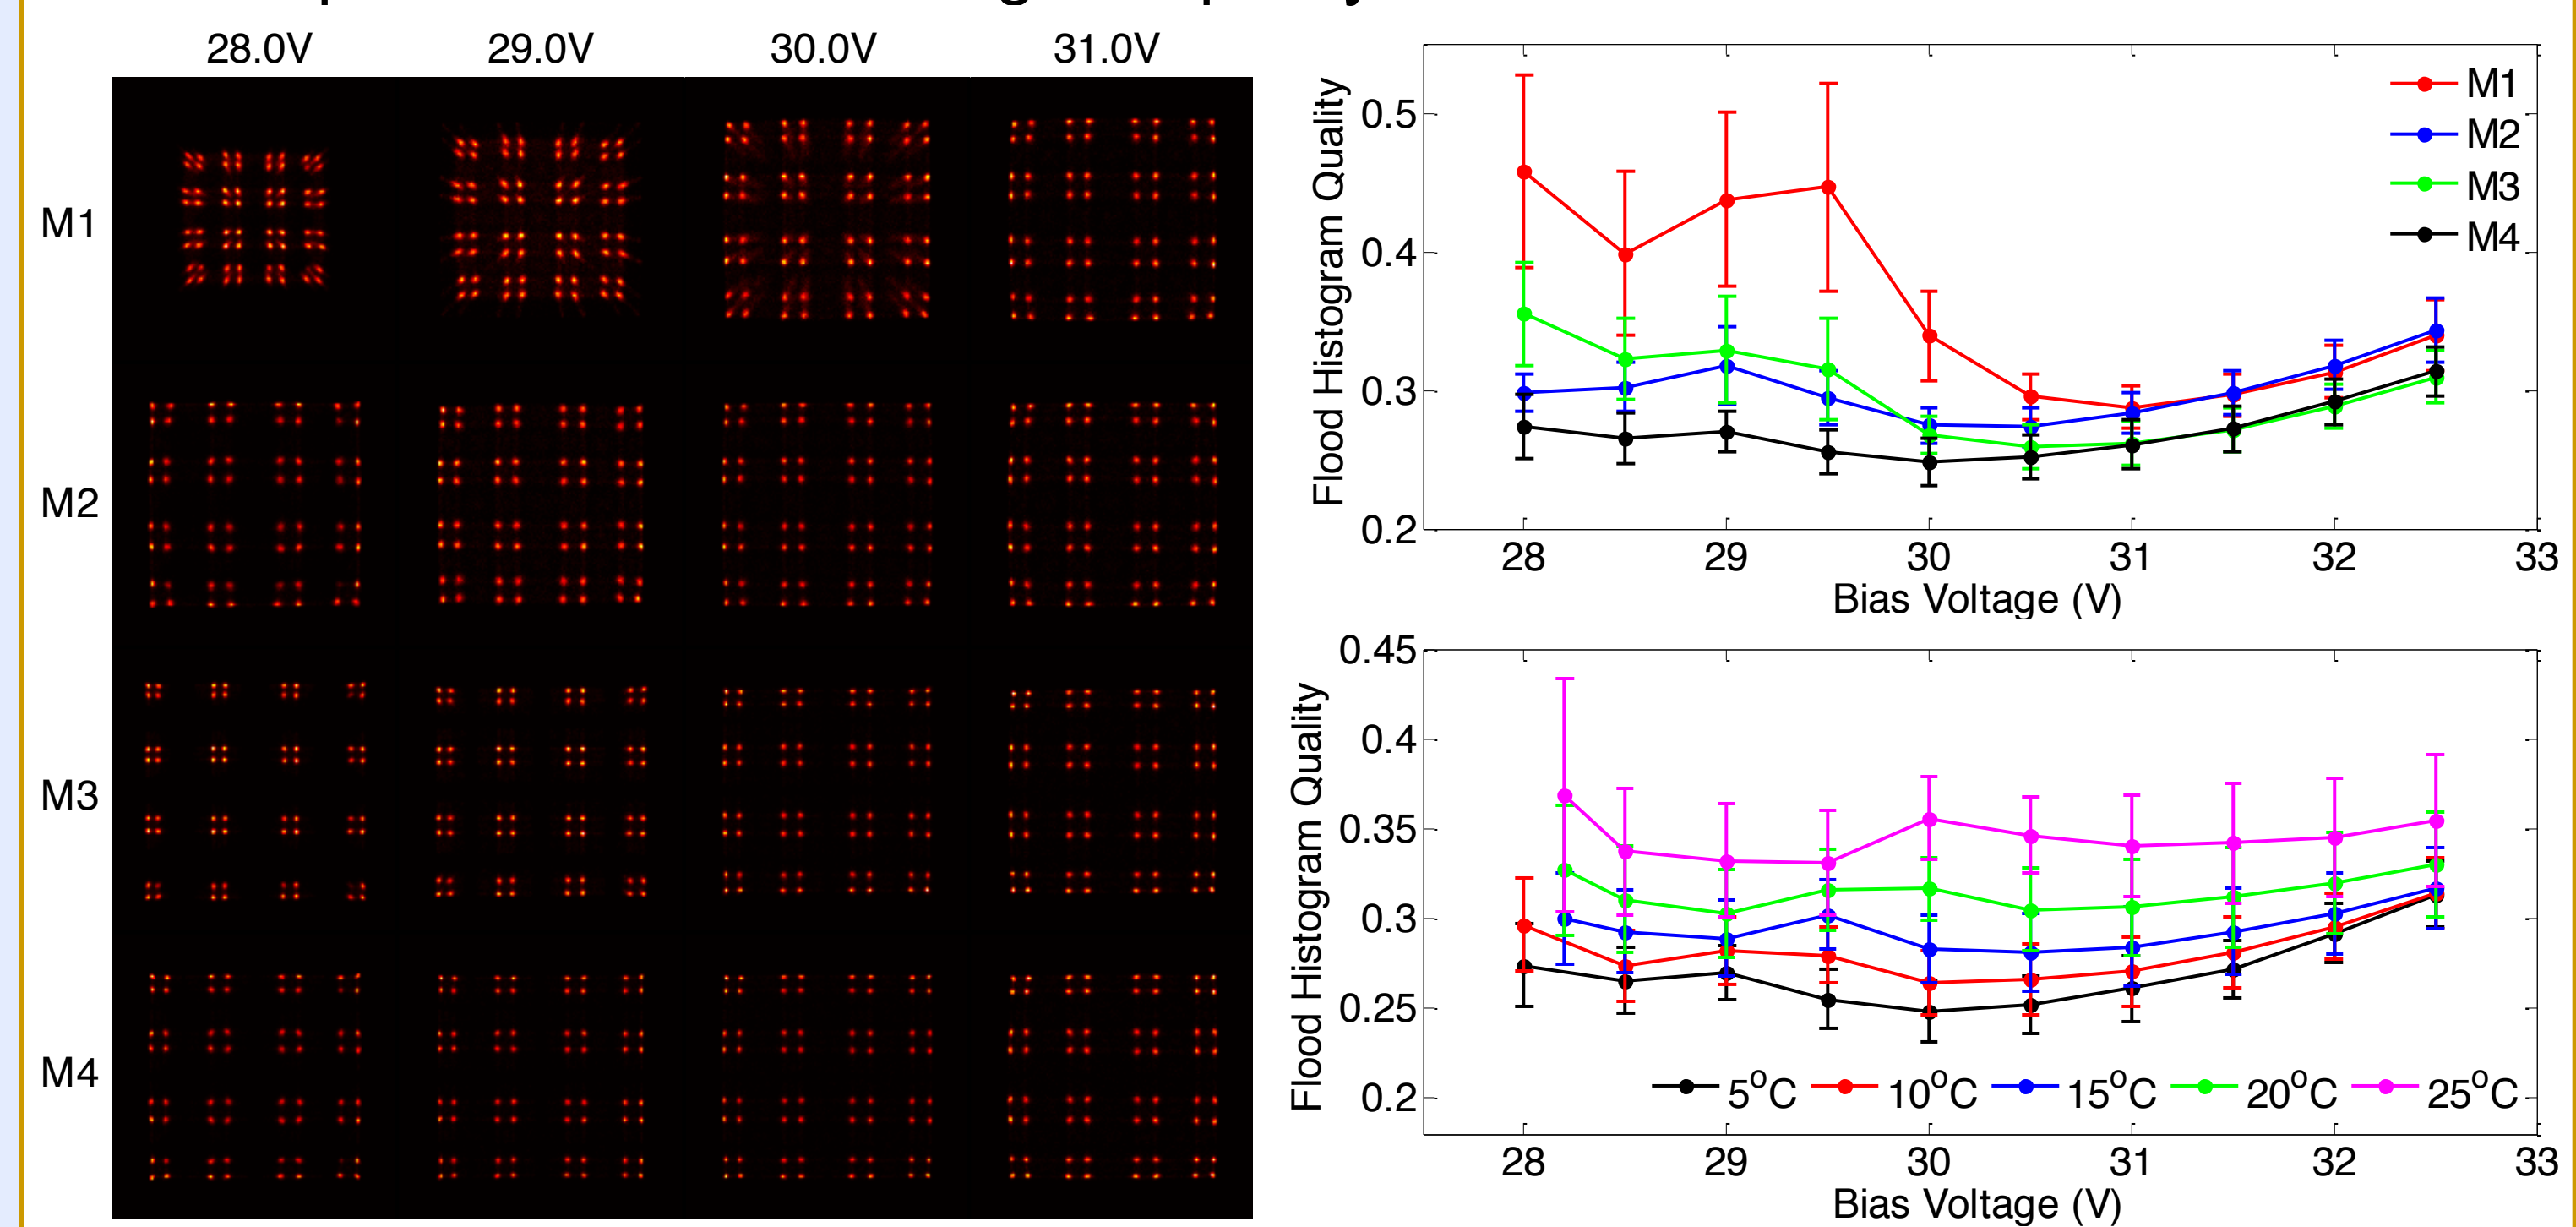 28.0V 29.0V 30.0V 31.0V
M1
M2
M3
M4
Flood Histogram Quality
0.5
0.4
0.3
0.2
28 29 30 31 32 33
Bias Voltage (V)
M1
M2
M3
M4
Flood Histogram Quality
0.45
0.4
0.35
0.3
0.25
0.2
5°C 10°C 15°C 20°C 25°C
28 29 30 31 32 33
Bias Voltage (V)